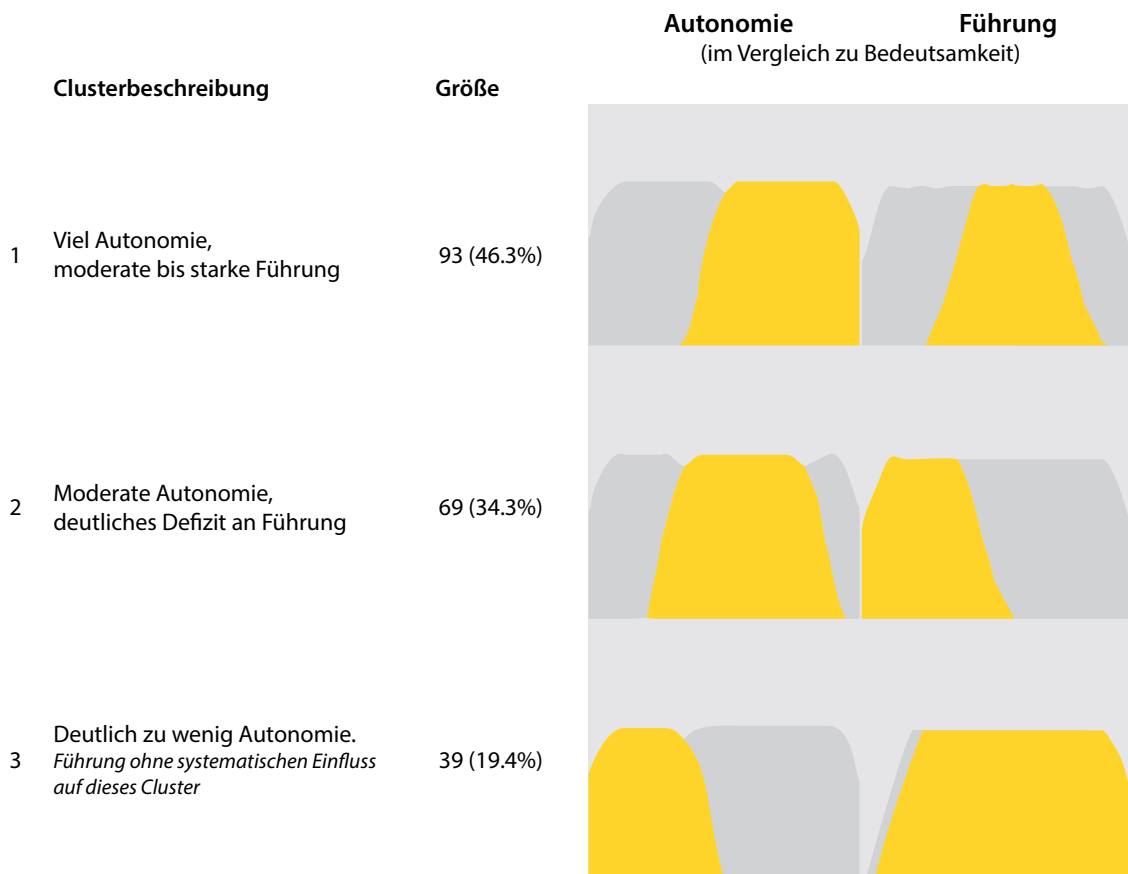 Autonomie Führung
(im Vergleich zu Bedeutsamkeit)
Clusterbeschreibung Größe
1 Viel Autonomie,
moderate bis starke Führung 93 (46.3%)
2 Moderate Autonomie,
deutliches Defizit an Führung 69 (34.3%)
3 Deutlich zu wenig Autonomie.
Führung ohne systematischen Einfluss
auf dieses Cluster 39 (19.4%)